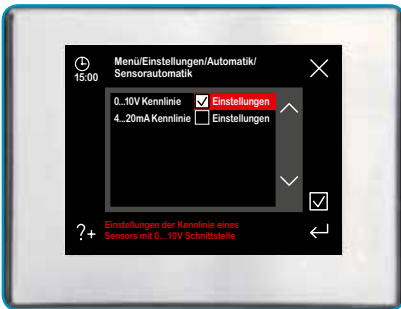 15:00
Menü/Einstellungen/Automatik/
Sensorautomatik
0...10V Kennlinie Einstellungen
4...20mA Kennlinie Einstellungen
?+
Einstellungen der Kennlinie eines
Sensors mit 0...10V Schnittstelle